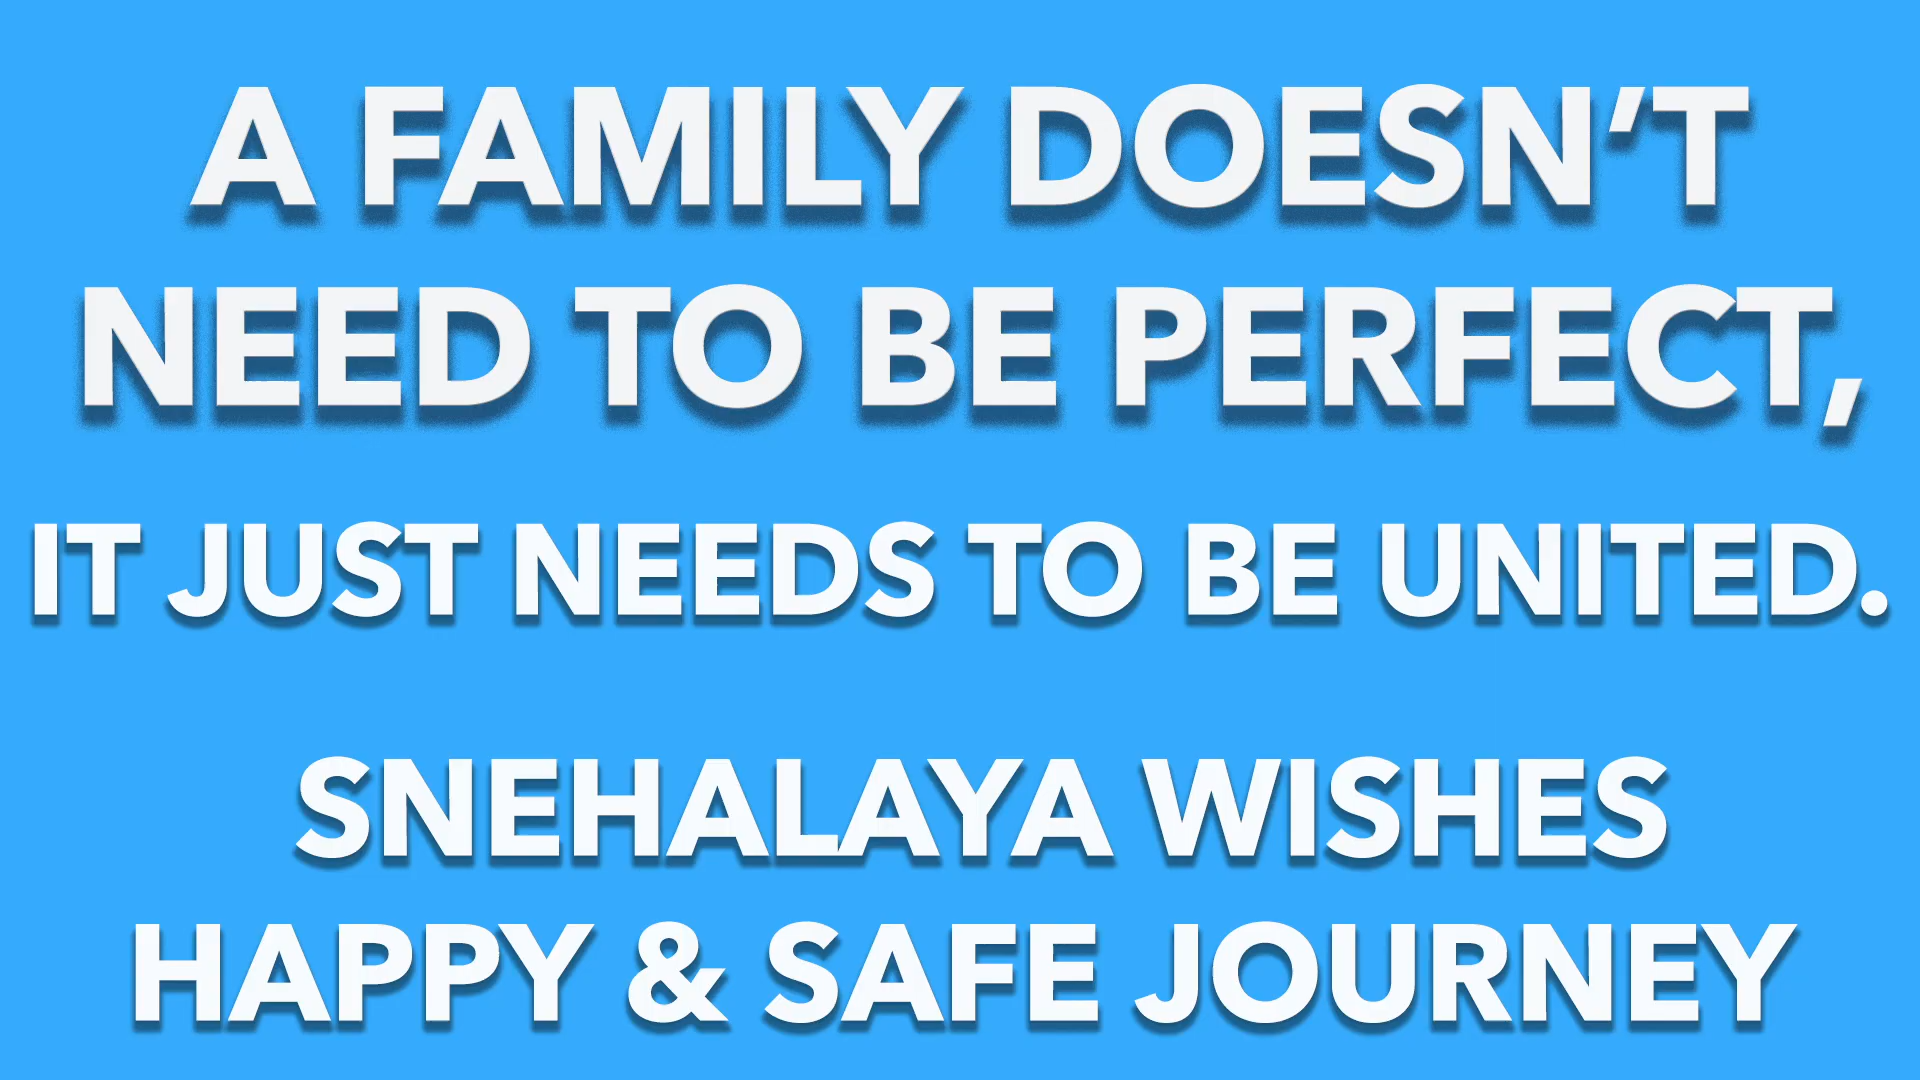 A FAMILY DOESN’T
NEED TO BE PERFECT,
IT JUST NEEDS TO BE UNITED.
SNEHALAYA WISHES
HAPPY & SAFE JOURNEY